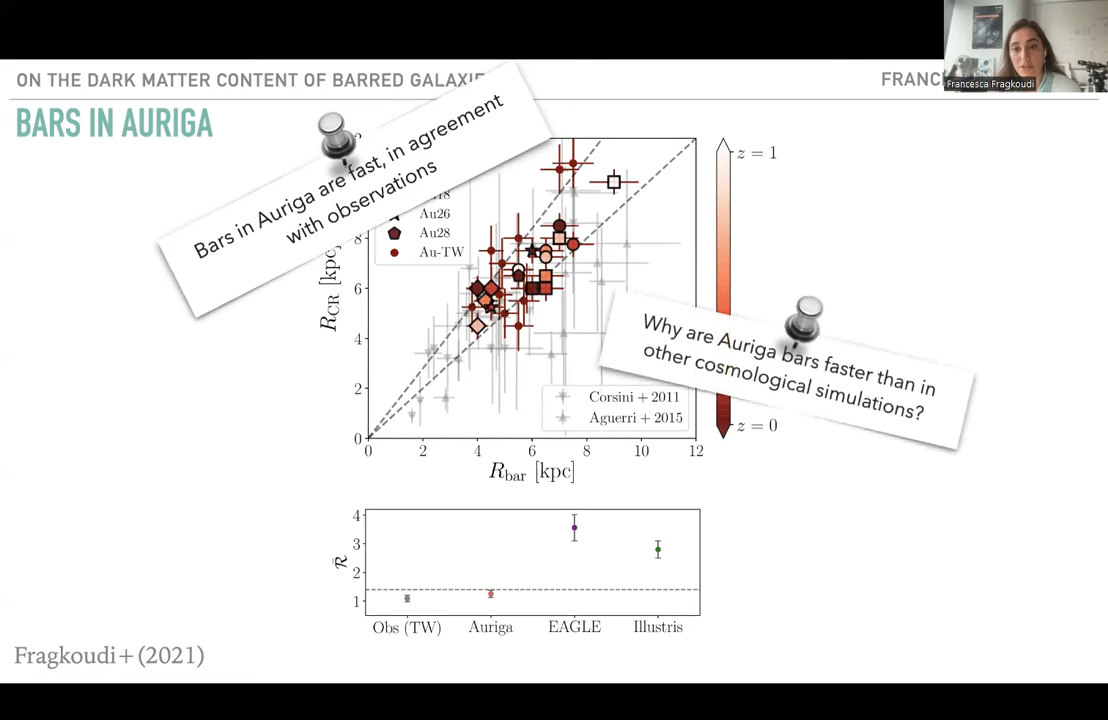 ON THE DARK MATTER CONTENT OF BARRED
Francesca Fragkoudi
BARS IN AURIGA
Bars in Auriga are fast, in agreement
with observations
Au26
Au28
Au-TW
R_CR [kpc]
8
6
4
2
0
0 2 4 6 8 10 12
R_bar [kpc]
Corsini + 2011
Aguerri + 2015
z = 1
z = 0
Why are Auriga bars faster than in
other cosmological simulations?
4
3
2
1
R̄
Obs (TW) Auriga EAGLE Illustris
Fragkoudi+ (2021)